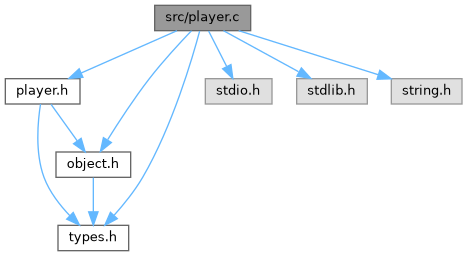 src/player.c
player.h
stdio.h
stdlib.h
string.h
object.h
types.h